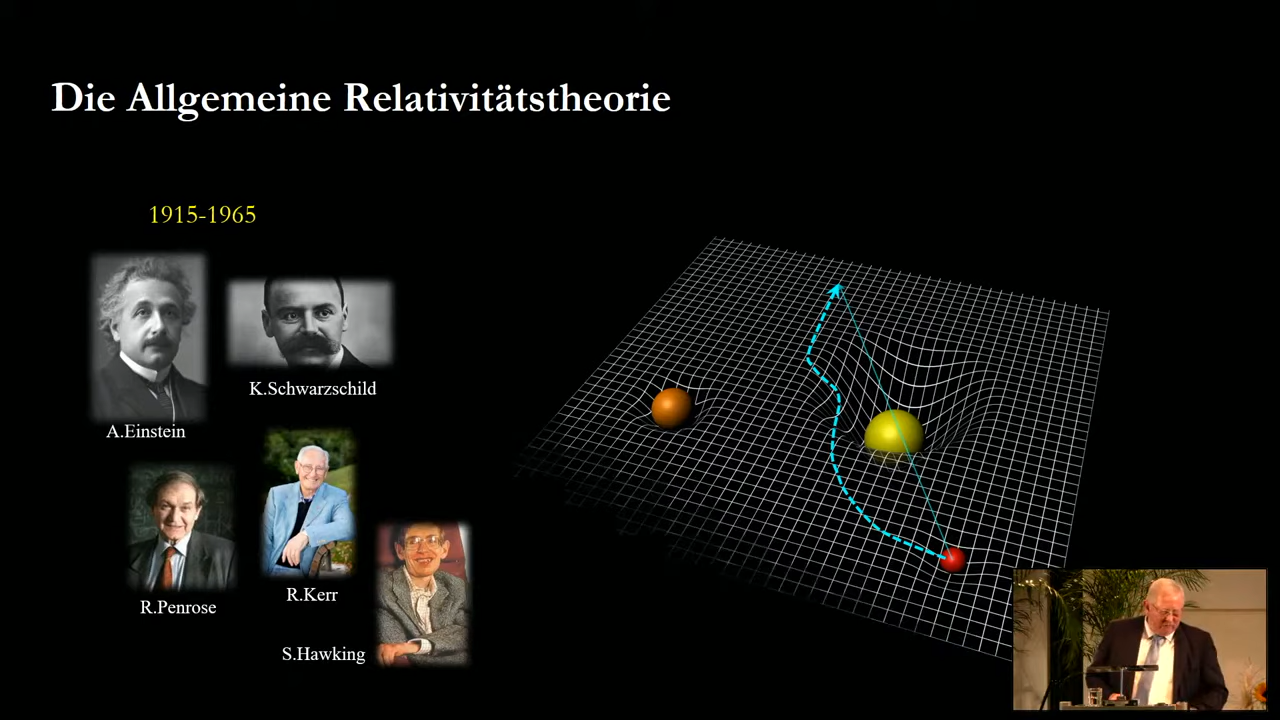 Die Allgemeine Relativitätstheorie
1915-1965
A.Einstein
K.Schwarzschild
R.Penrose
R.Kerr
S.Hawking